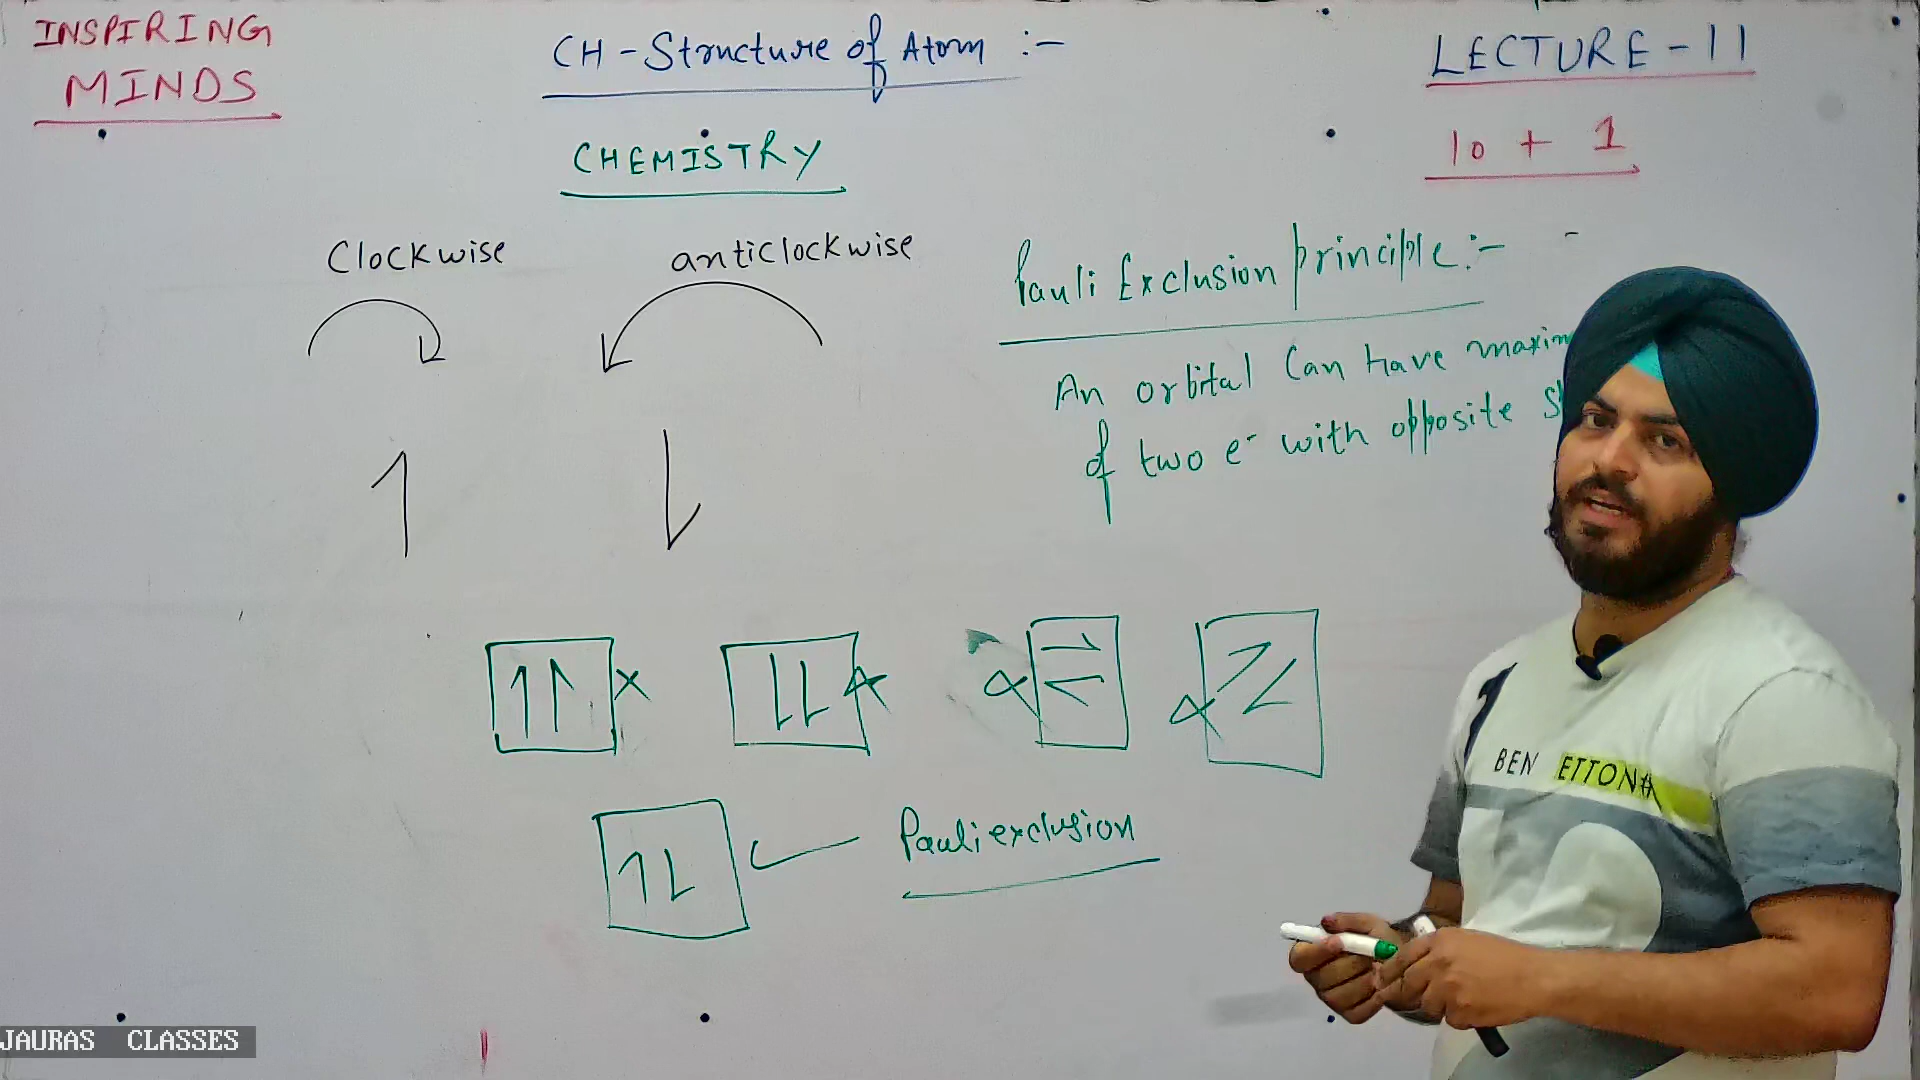 INSPIRING
MINDS
CH - Structure of Atom :-
LECTURE - 11
CHEMISTRY
10 + 1
Clockwise
anticlockwise
Pauli Exclusion principle :-
An orbital Can have
of two e- with opposite
Pauli exclusion
BEN ETTON
JAURAS CLASSES